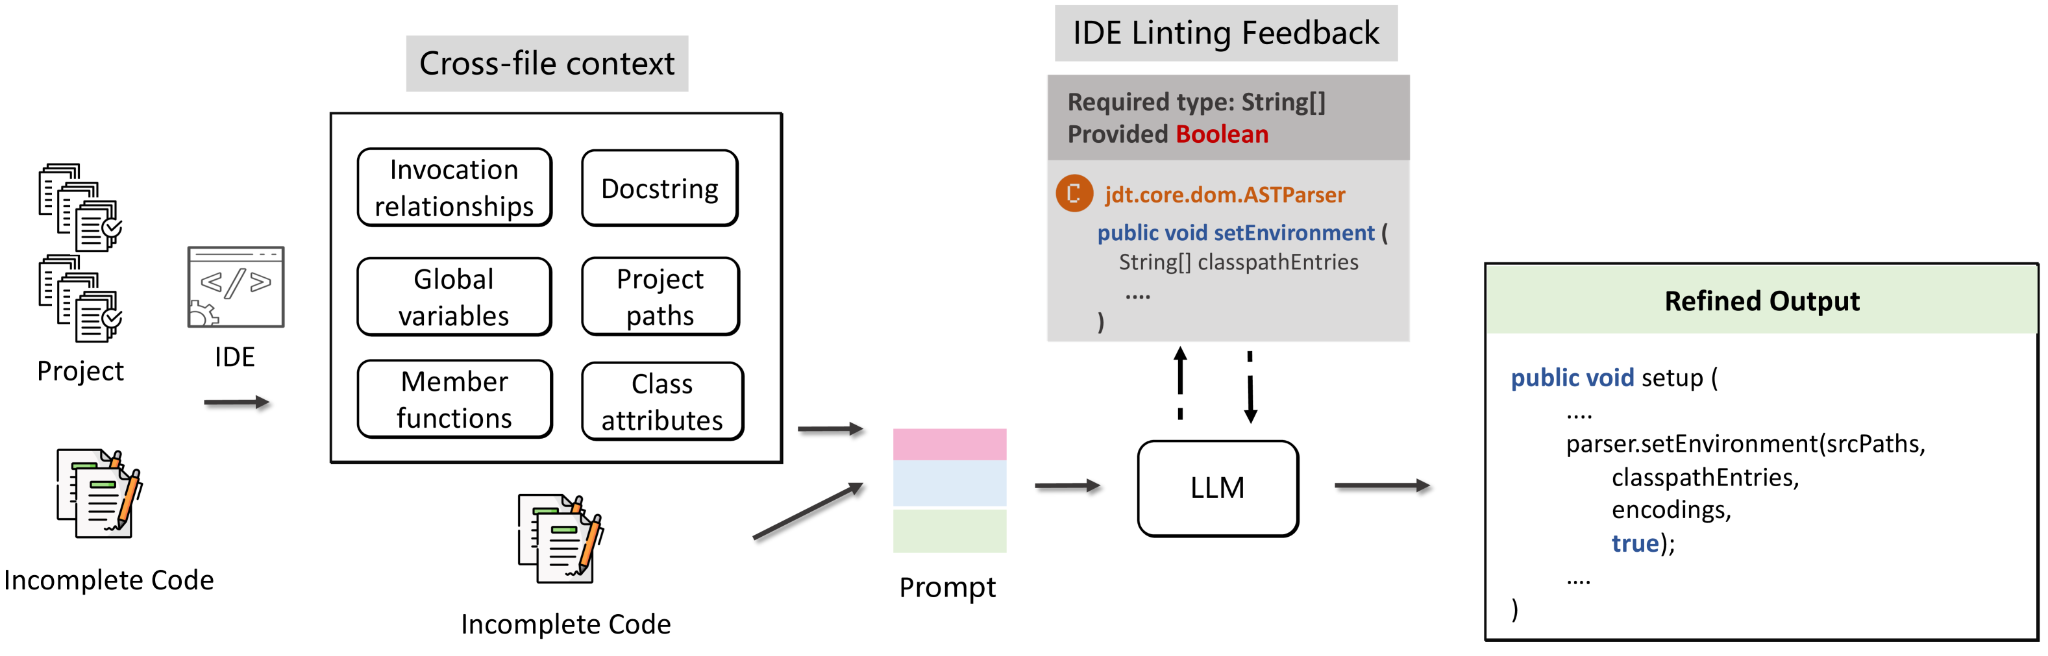 Project
Incomplete Code
IDE
</>
Cross-file context
Invocation
relationships
Docstring
Global
variables
Project
paths
Member
functions
Class
attributes
Incomplete Code
Prompt
IDE Linting Feedback
Required type: String[]
Provided Boolean
C jdt.core.dom.ASTParser
public void setEnvironment (
String[] classpathEntries
....
)
LLM
Refined Output
public void setup (
....
parser.setEnvironment(srcPaths,
classpathEntries,
encodings,
true);
....
)